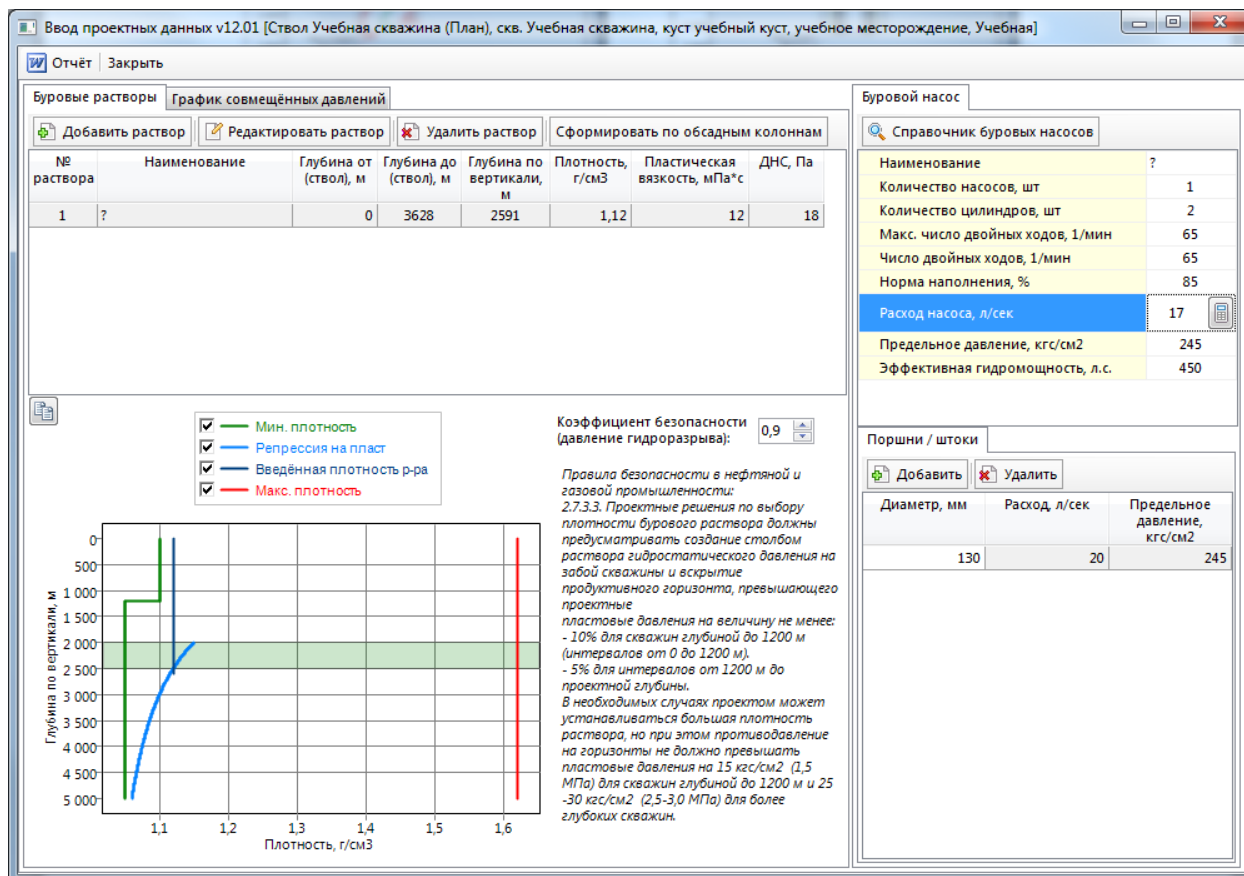 Ввод проектных данных v12.01 [Ствол Учебная скважина (План), скв. Учебная скважина, куст учебный куст, учебное месторождение, Учебная]
Отчёт Закрыть
Буровые растворы График совмещённых давлений
Добавить раствор Редактировать раствор Удалить раствор Сформировать по обсадным колоннам
№ Наименование Глубина от Глубина до Глубина по Плотность, Пластическая ДНС, Па
раствора (ствол), м (ствол), м вертикали, г/см3 вязкость, мПа*с
м
1 ? 0 3628 2591 1,12 12 18
Мин. плотность
Репрессия на пласт
Введённая плотность р-ра
Макс. плотность
Коэффициент безопасности
(давление гидроразрыва): 0,9
Правила безопасности в нефтяной и
газовой промышленности:
2.7.3.3. Проектные решения по выбору
плотности бурового раствора должны
предусматривать создание столбом
раствора гидростатического давления на
забой скважины и вскрытие
продуктивного горизонта, превышающего
проектные
пластовые давления на величину не менее:
- 10% для скважин глубиной до 1200 м
(интервалов от 0 до 1200 м).
- 5% для интервалов от 1200 м до
проектной глубины.
В необходимых случаях проектом может
устанавливаться большая плотность
раствора, но при этом противодавление
на горизонты не должно превышать
пластовые давления на 15 кгс/см2 (1,5
МПа) для скважин глубиной до 1200 м и 25
-30 кгс/см2 (2,5-3,0 МПа) для более
глубоких скважин.
Глубина по вертикали, м
0
500
1 000
1 500
2 000
2 500
3 000
3 500
4 000
4 500
5 000
1,1 1,2 1,3 1,4 1,5 1,6
Плотность, г/см3
Буровой насос
Справочник буровых насосов
Наименование ?
Количество насосов, шт 1
Количество цилиндров, шт 2
Макс. число двойных ходов, 1/мин 65
Число двойных ходов, 1/мин 65
Норма наполнения, % 85
Расход насоса, л/сек 17
Предельное давление, кгс/см2 245
Эффективная гидромощность, л.с. 450
Поршни / штоки
Добавить Удалить
Диаметр, мм Расход, л/сек Предельное
давление,
кгс/см2
130 20 245